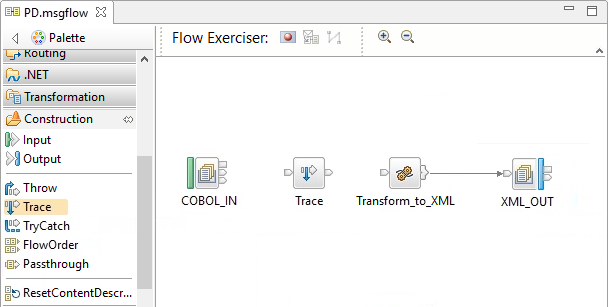 PD.msgflow
Palette
Flow Exerciser:
Routing
.NET
Transformation
Construction
Input
Output
Throw
Trace
TryCatch
FlowOrder
Passthrough
ResetContentDescr...
COBOL_IN
Trace
Transform_to_XML
XML_OUT